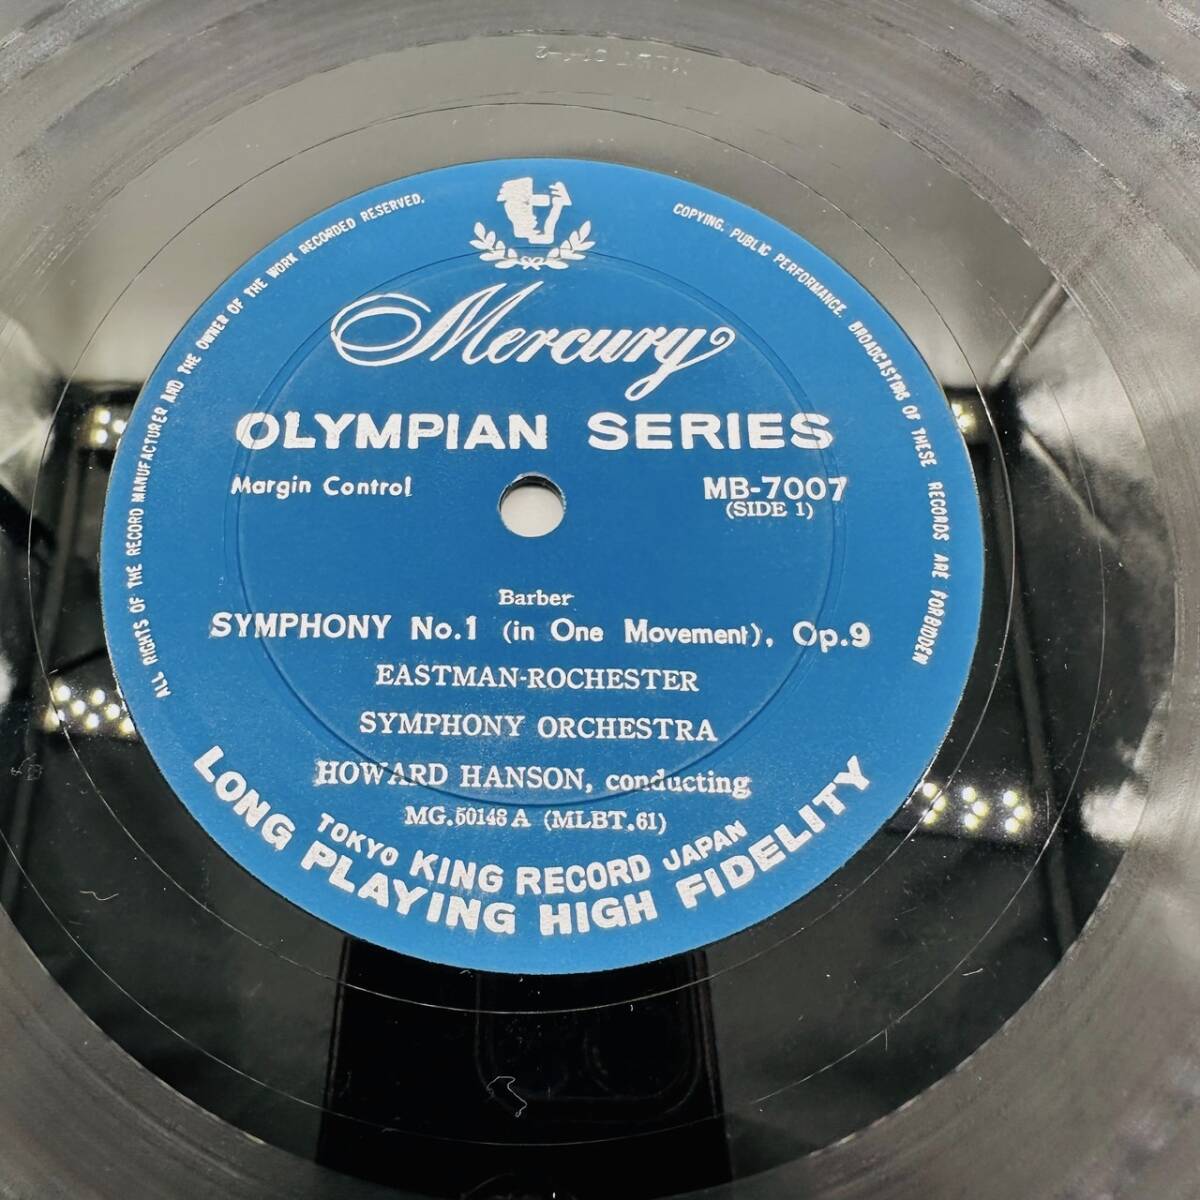 ALL RIGHTS OF THE RECORD MANUFACTURER AND THE OWNER OF THE WORK RECORDED RESERVED.
COPYING, PUBLIC PERFORMANCE, BROADCASTING OF THESE RECORDS ARE FORBIDDEN
Mercury
OLYMPIAN SERIES
Margin Control
MB-7007
(SIDE 1)
Barber
SYMPHONY No.1 (in One Movement), Op.9
EASTMAN-ROCHESTER
SYMPHONY ORCHESTRA
HOWARD HANSON, conducting
MG.50148 A (MLBT.61)
TOKYO KING RECORD JAPAN
LONG PLAYING HIGH FIDELITY